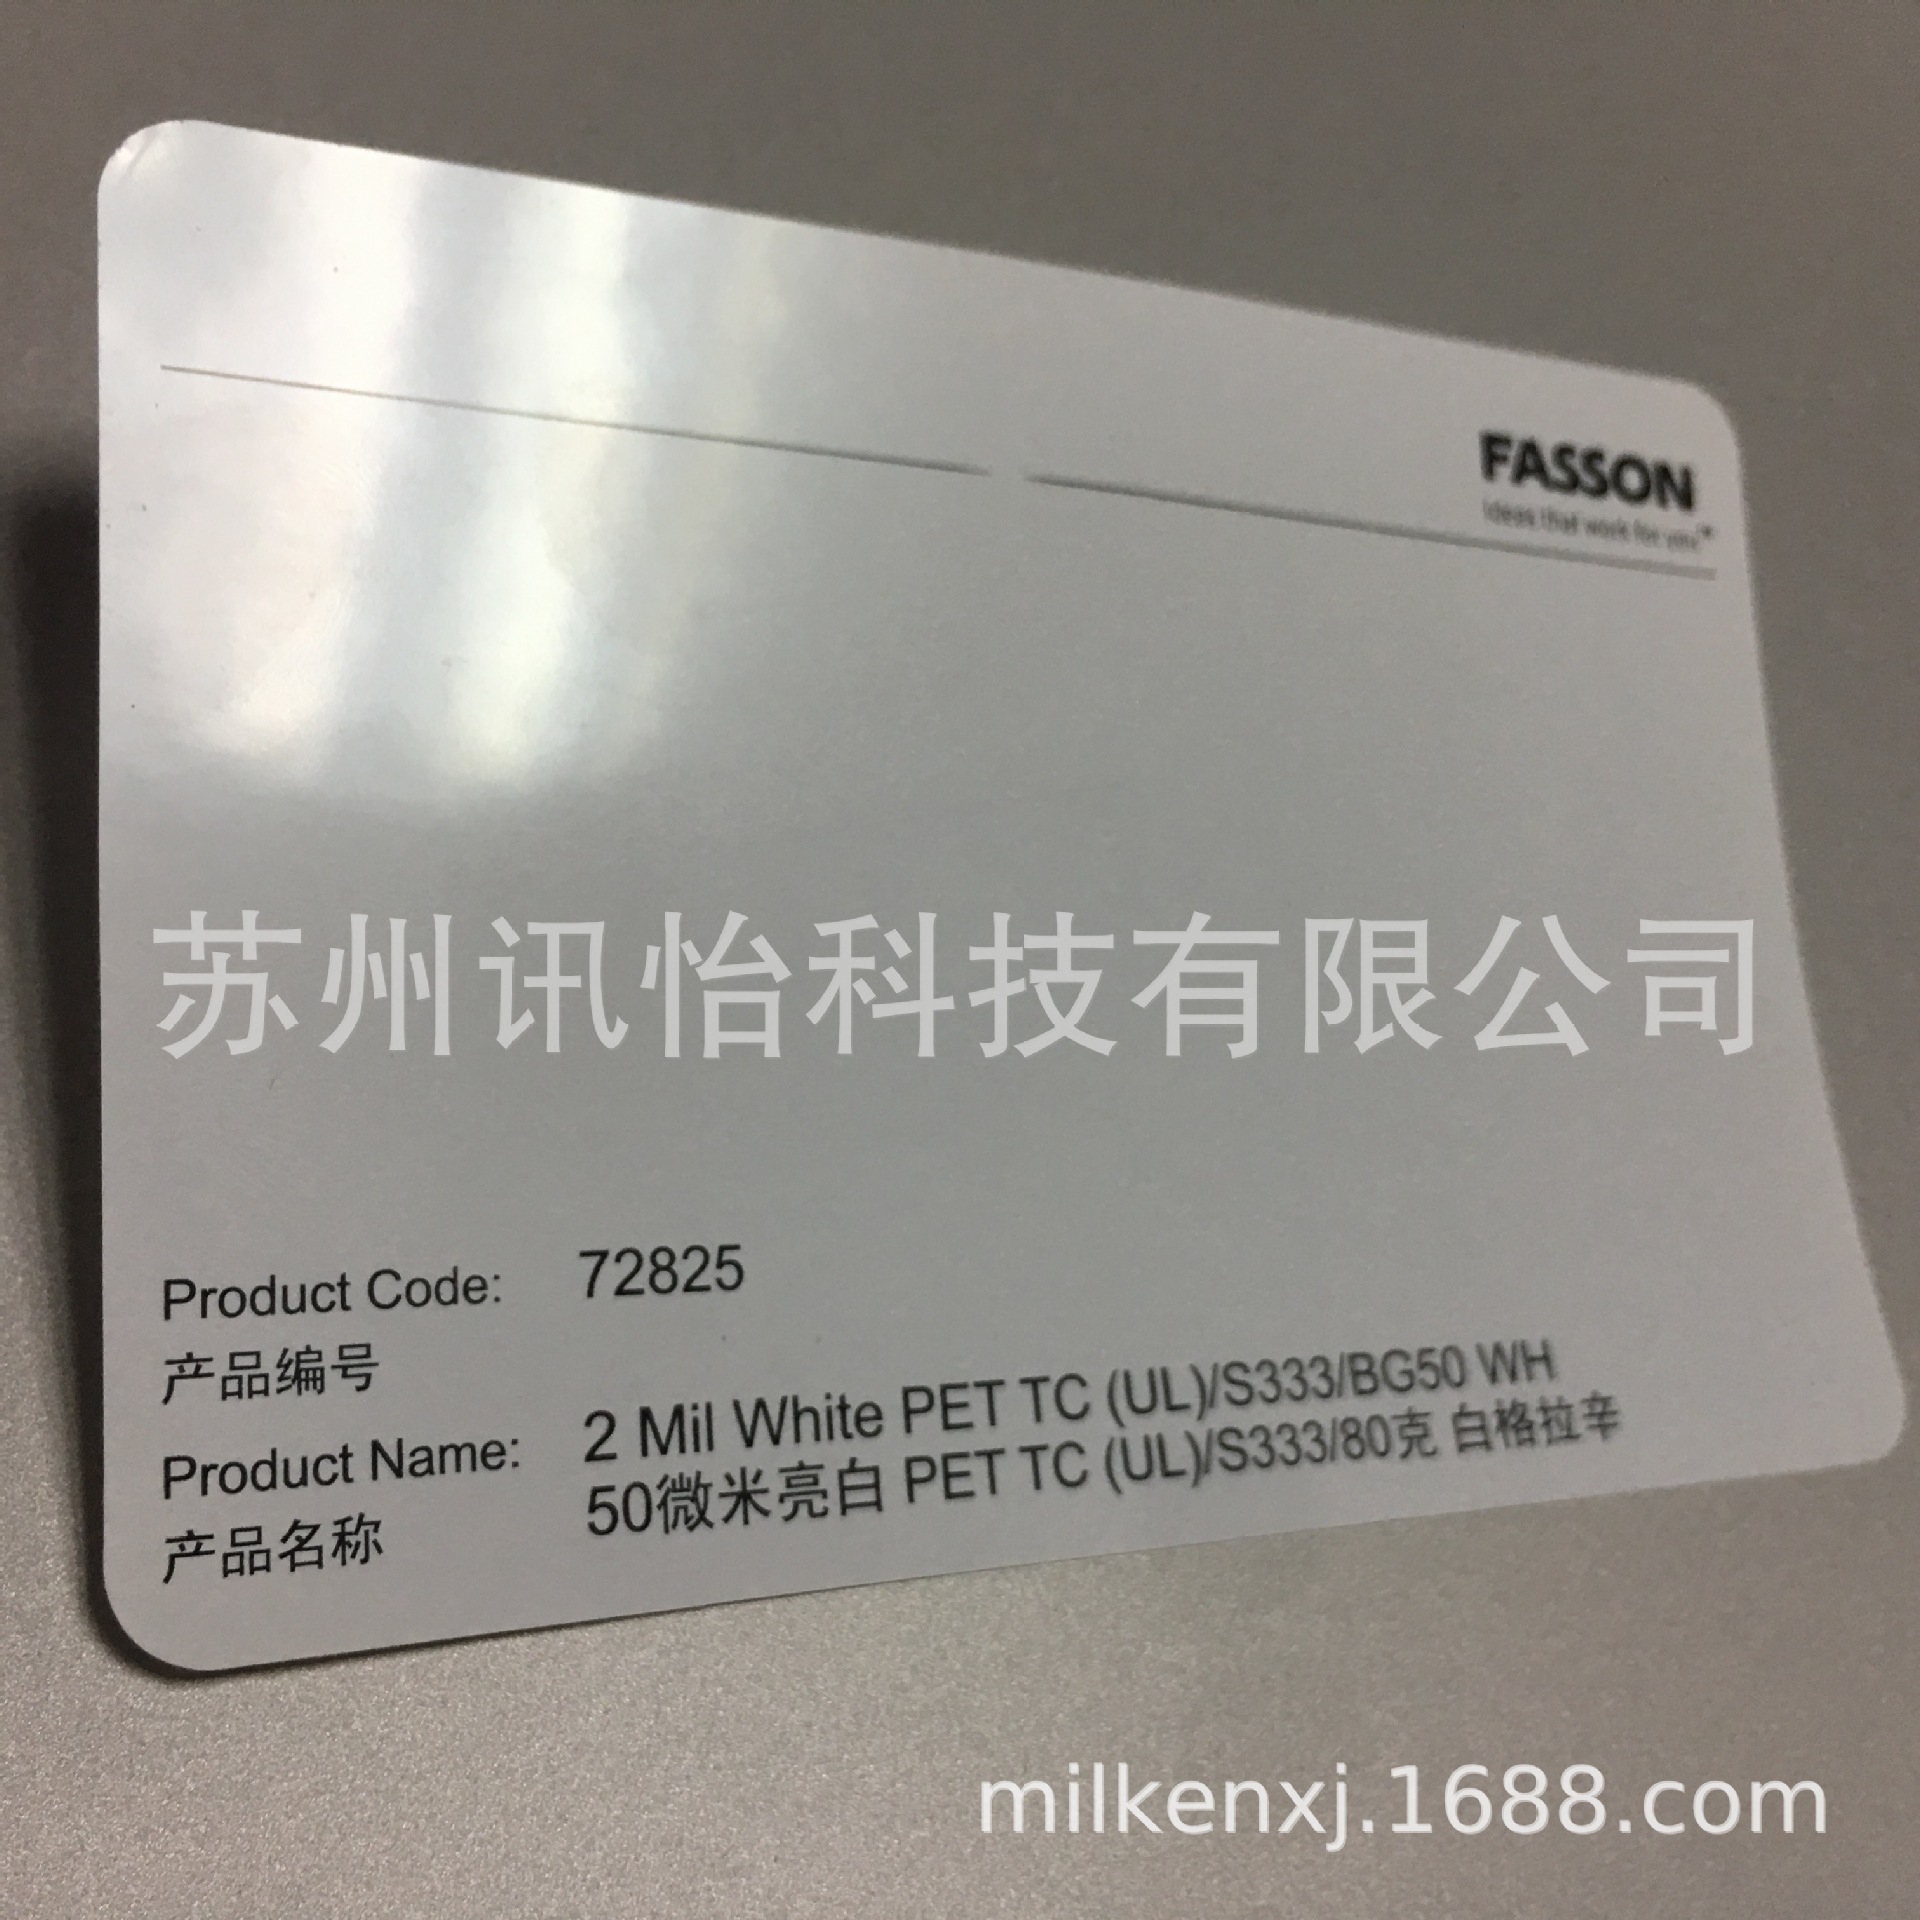 FASSON
Ideas that work for you™
苏州讯怡科技有限公司
Product Code: 72825
产品编号
Product Name: 2 Mil White PET TC (UL)/S333/BG50 WH
产品名称 50微米亮白 PET TC (UL)/S333/80克 白格拉辛
milkenxj.1688.com